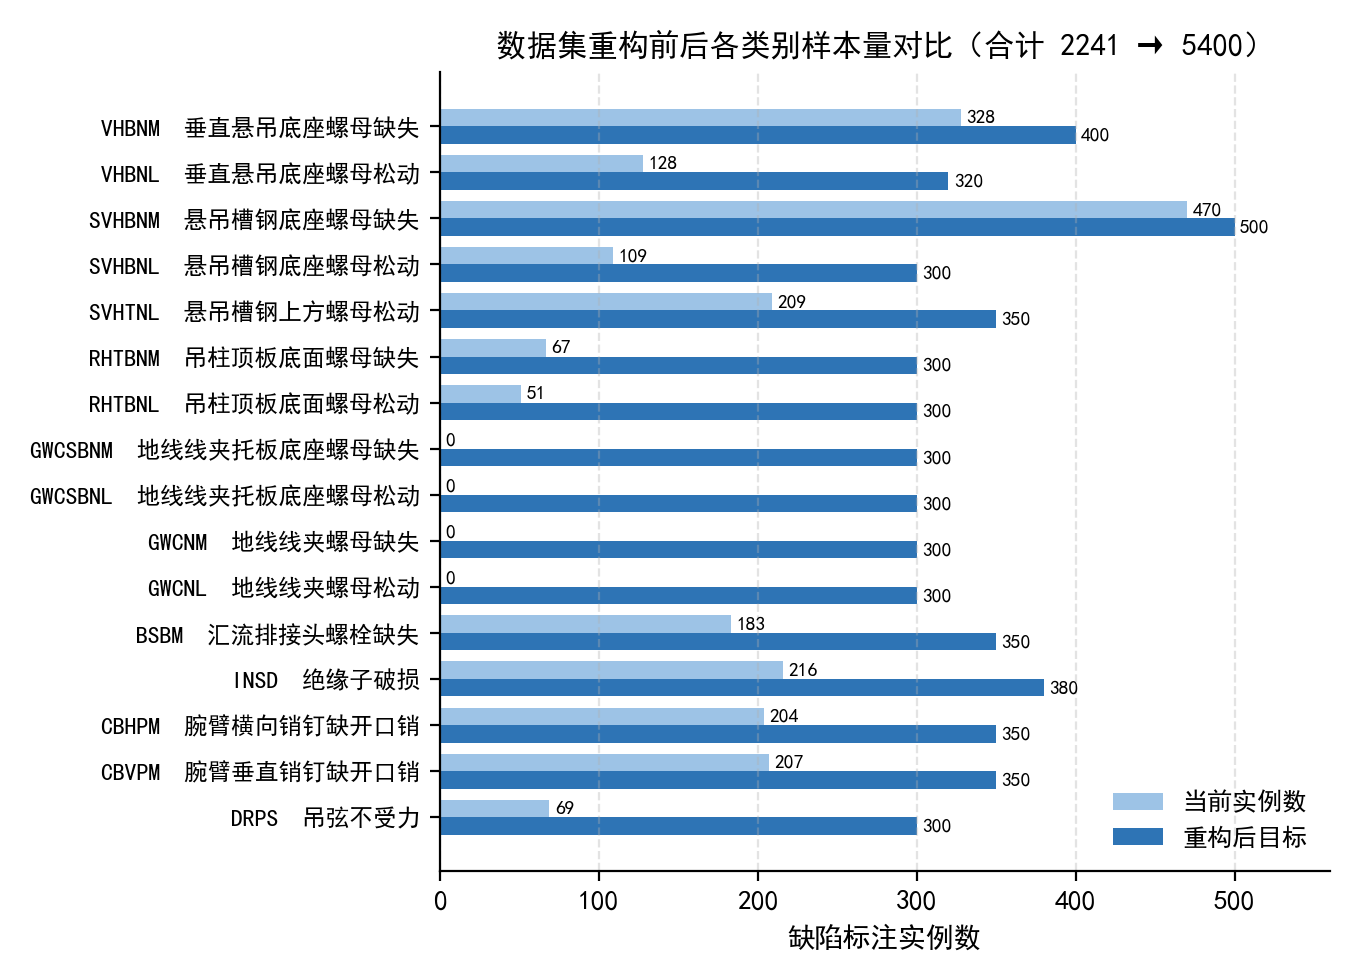 数据集重构前后各类别样本量对比（合计 2241 → 5400）
VHBNM 垂直悬吊底座螺母缺失 328 400
VHBNL 垂直悬吊底座螺母松动 128 320
SVHBNM 悬吊槽钢底座螺母缺失 470 500
SVHBNL 悬吊槽钢底座螺母松动 109 300
SVHTNL 悬吊槽钢上方螺母松动 209 350
RHTBNM 吊柱顶板底面螺母缺失 67 300
RHTBNL 吊柱顶板底面螺母松动 51 300
GWCSBNM 地线线夹托板底座螺母缺失 0 300
GWCSBNL 地线线夹托板底座螺母松动 0 300
GWCNM 地线线夹螺母缺失 0 300
GWCNL 地线线夹螺母松动 0 300
BSBM 汇流排接头螺栓缺失 183 350
INSD 绝缘子破损 216 380
CBHPM 腕臂横向销钉缺开口销 204 350
CBVPM 腕臂垂直销钉缺开口销 207 350
DRPS 吊弦不受力 69 300
当前实例数
重构后目标
0 100 200 300 400 500
缺陷标注实例数